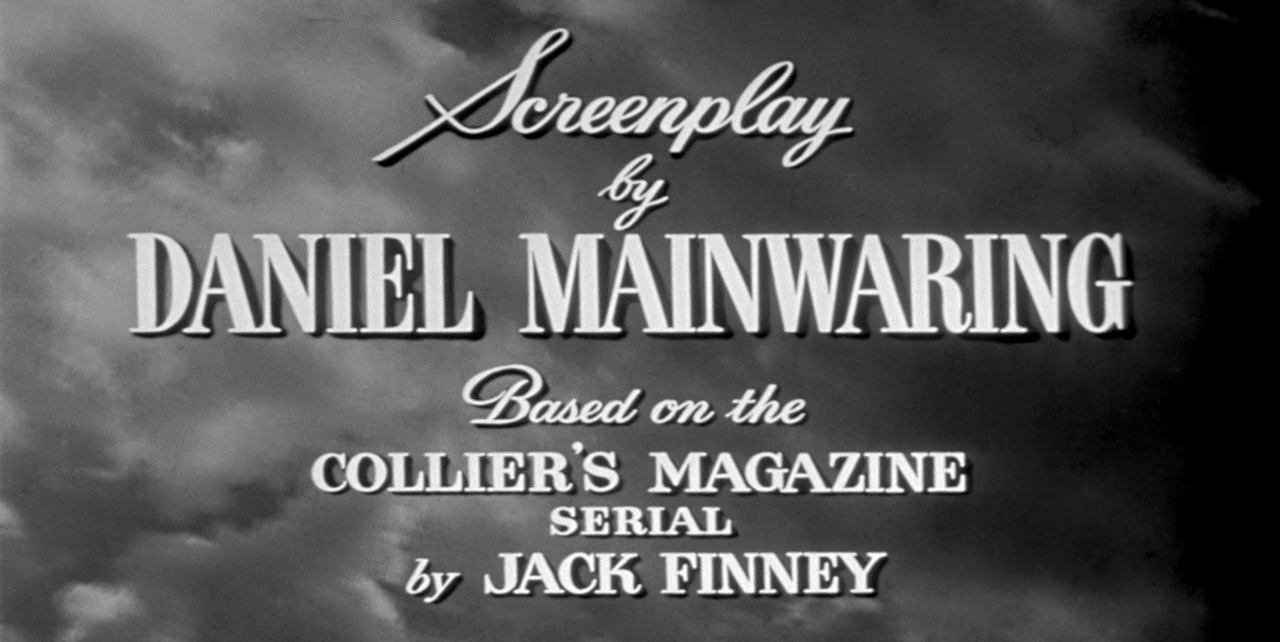 Screenplay
by
DANIEL MAINWARING
Based on the
COLLIER'S MAGAZINE
SERIAL
by JACK FINNEY